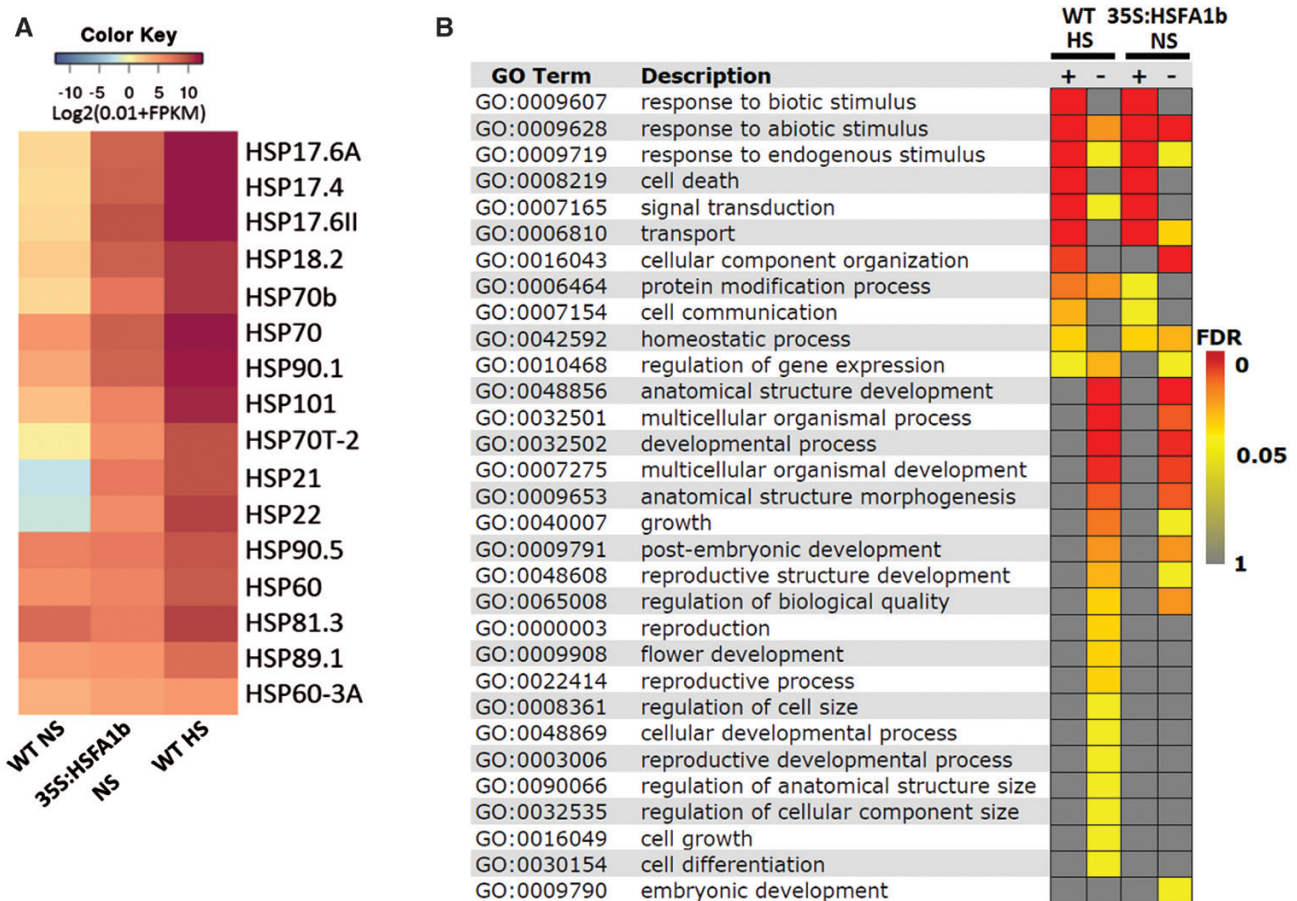 A
Color Key
-10 -5 0 5 10
Log2(0.01+FPKM)
HSP17.6A
HSP17.4
HSP17.6II
HSP18.2
HSP70b
HSP70
HSP90.1
HSP101
HSP70T-2
HSP21
HSP22
HSP90.5
HSP60
HSP81.3
HSP89.1
HSP60-3A
WT NS
35S:HSFA1b
NS
WT HS
B
WT 35S:HSFA1b
HS NS
GO Term Description + - + -
GO:0009607 response to biotic stimulus
GO:0009628 response to abiotic stimulus
GO:0009719 response to endogenous stimulus
GO:0008219 cell death
GO:0007165 signal transduction
GO:0006810 transport
GO:0016043 cellular component organization
GO:0006464 protein modification process
GO:0007154 cell communication
GO:0042592 homeostatic process
GO:0010468 regulation of gene expression
GO:0048856 anatomical structure development
GO:0032501 multicellular organismal process
GO:0032502 developmental process
GO:0007275 multicellular organismal development
GO:0009653 anatomical structure morphogenesis
GO:0040007 growth
GO:0009791 post-embryonic development
GO:0048608 reproductive structure development
GO:0065008 regulation of biological quality
GO:0000003 reproduction
GO:0009908 flower development
GO:0022414 reproductive process
GO:0008361 regulation of cell size
GO:0048869 cellular developmental process
GO:0003006 reproductive developmental process
GO:0090066 regulation of anatomical structure size
GO:0032535 regulation of cellular component size
GO:0016049 cell growth
GO:0030154 cell differentiation
GO:0009790 embryonic development
FDR
0
0.05
1